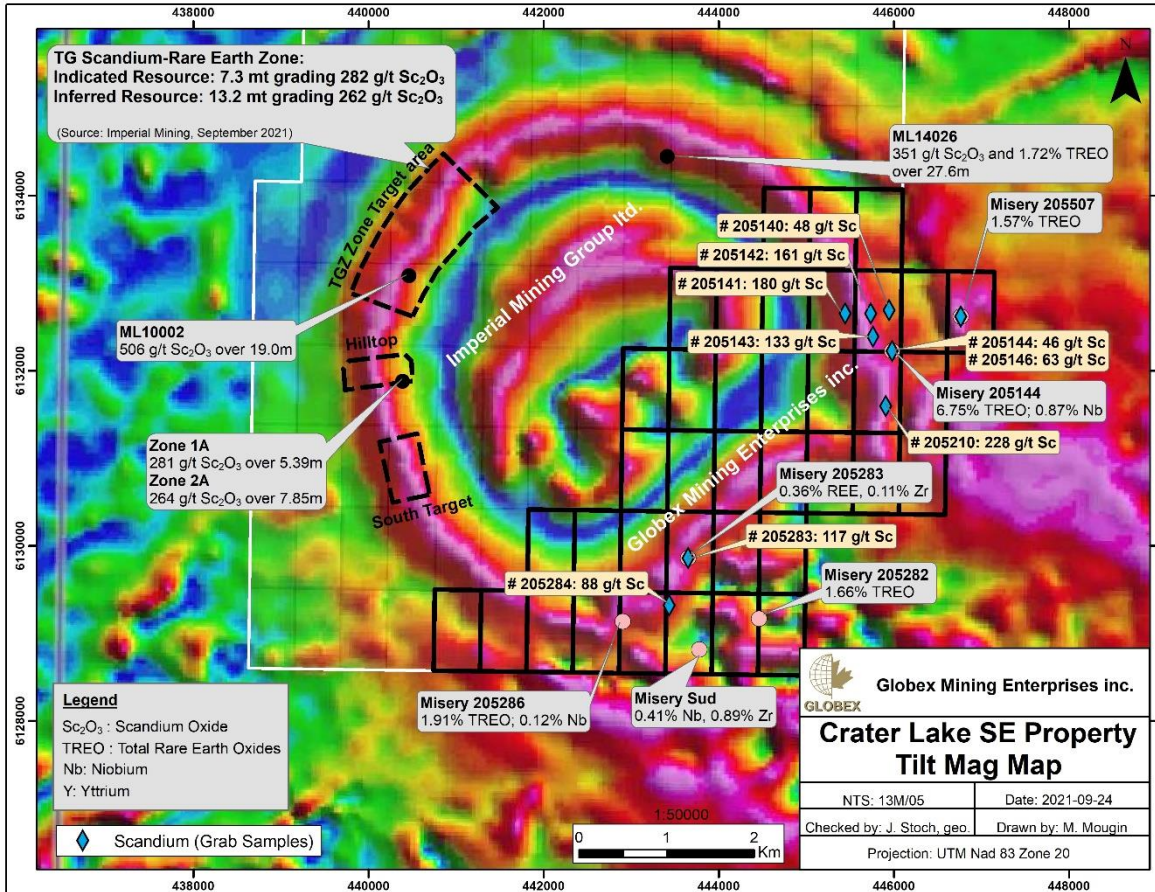 438000
440000
442000
444000
446000
448000
TG Scandium-Rare Earth Zone:
Indicated Resource: 7.3 mt grading 282 g/t Sc₂O₃
Inferred Resource: 13.2 mt grading 262 g/t Sc₂O₃
(Source: Imperial Mining, September 2021)
N
ML14026
351 g/t Sc₂O₃ and 1.72% TREO
over 27.6m
6134000
6134000
TGZ Zone Target area
Misery 205507
1.57% TREO
# 205140: 48 g/t Sc
# 205142: 161 g/t Sc
# 205141: 180 g/t Sc
Imperial Mining Group ltd.
ML10002
506 g/t Sc₂O₃ over 19.0m
# 205143: 133 g/t Sc
# 205144: 46 g/t Sc
# 205146: 63 g/t Sc
Hilltop
6132000
6132000
Misery 205144
6.75% TREO; 0.87% Nb
Zone 1A
281 g/t Sc₂O₃ over 5.39m
Zone 2A
264 g/t Sc₂O₃ over 7.85m
# 205210: 228 g/t Sc
Globex Mining Enterprises inc.
Misery 205283
0.36% REE, 0.11% Zr
South Target
6130000
6130000
# 205283: 117 g/t Sc
# 205284: 88 g/t Sc
Misery 205282
1.66% TREO
Misery 205286
1.91% TREO; 0.12% Nb
Misery Sud
0.41% Nb, 0.89% Zr
6128000
6128000
Legend
Sc₂O₃ : Scandium Oxide
TREO : Total Rare Earth Oxides
Nb: Niobium
Y: Yttrium
Scandium (Grab Samples)
1:50000
0 1 2
Km
GLOBEX
Globex Mining Enterprises inc.
Crater Lake SE Property
Tilt Mag Map
NTS: 13M/05
Date: 2021-09-24
Checked by: J. Stoch, geo.
Drawn by: M. Mougin
Projection: UTM Nad 83 Zone 20
438000
440000
442000
444000
446000
448000